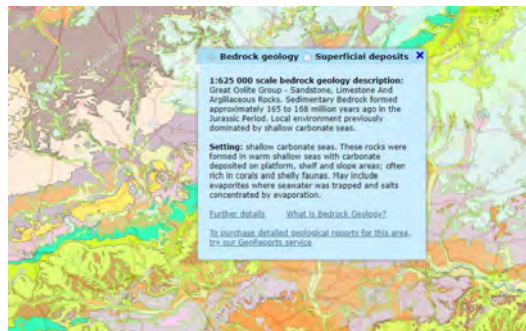 Bedrock geology Superficial deposits X
1:625 000 scale bedrock geology description:
Great Oolite Group - Sandstone, Limestone And
Argillaceous Rocks. Sedimentary Bedrock formed
approximately 165 to 168 million years ago in the
Jurassic Period. Local environment previously
dominated by shallow carbonate seas.
Setting: shallow carbonate seas. These rocks were
formed in warm shallow seas with carbonate
deposited on platform, shelf and slope areas; often
rich in corals and shelly faunas. May include
evaporites where seawater was trapped and salts
concentrated by evaporation.
Further details What is Bedrock Geology?
To purchase detailed geological reports for this area,
try our GeoReports service